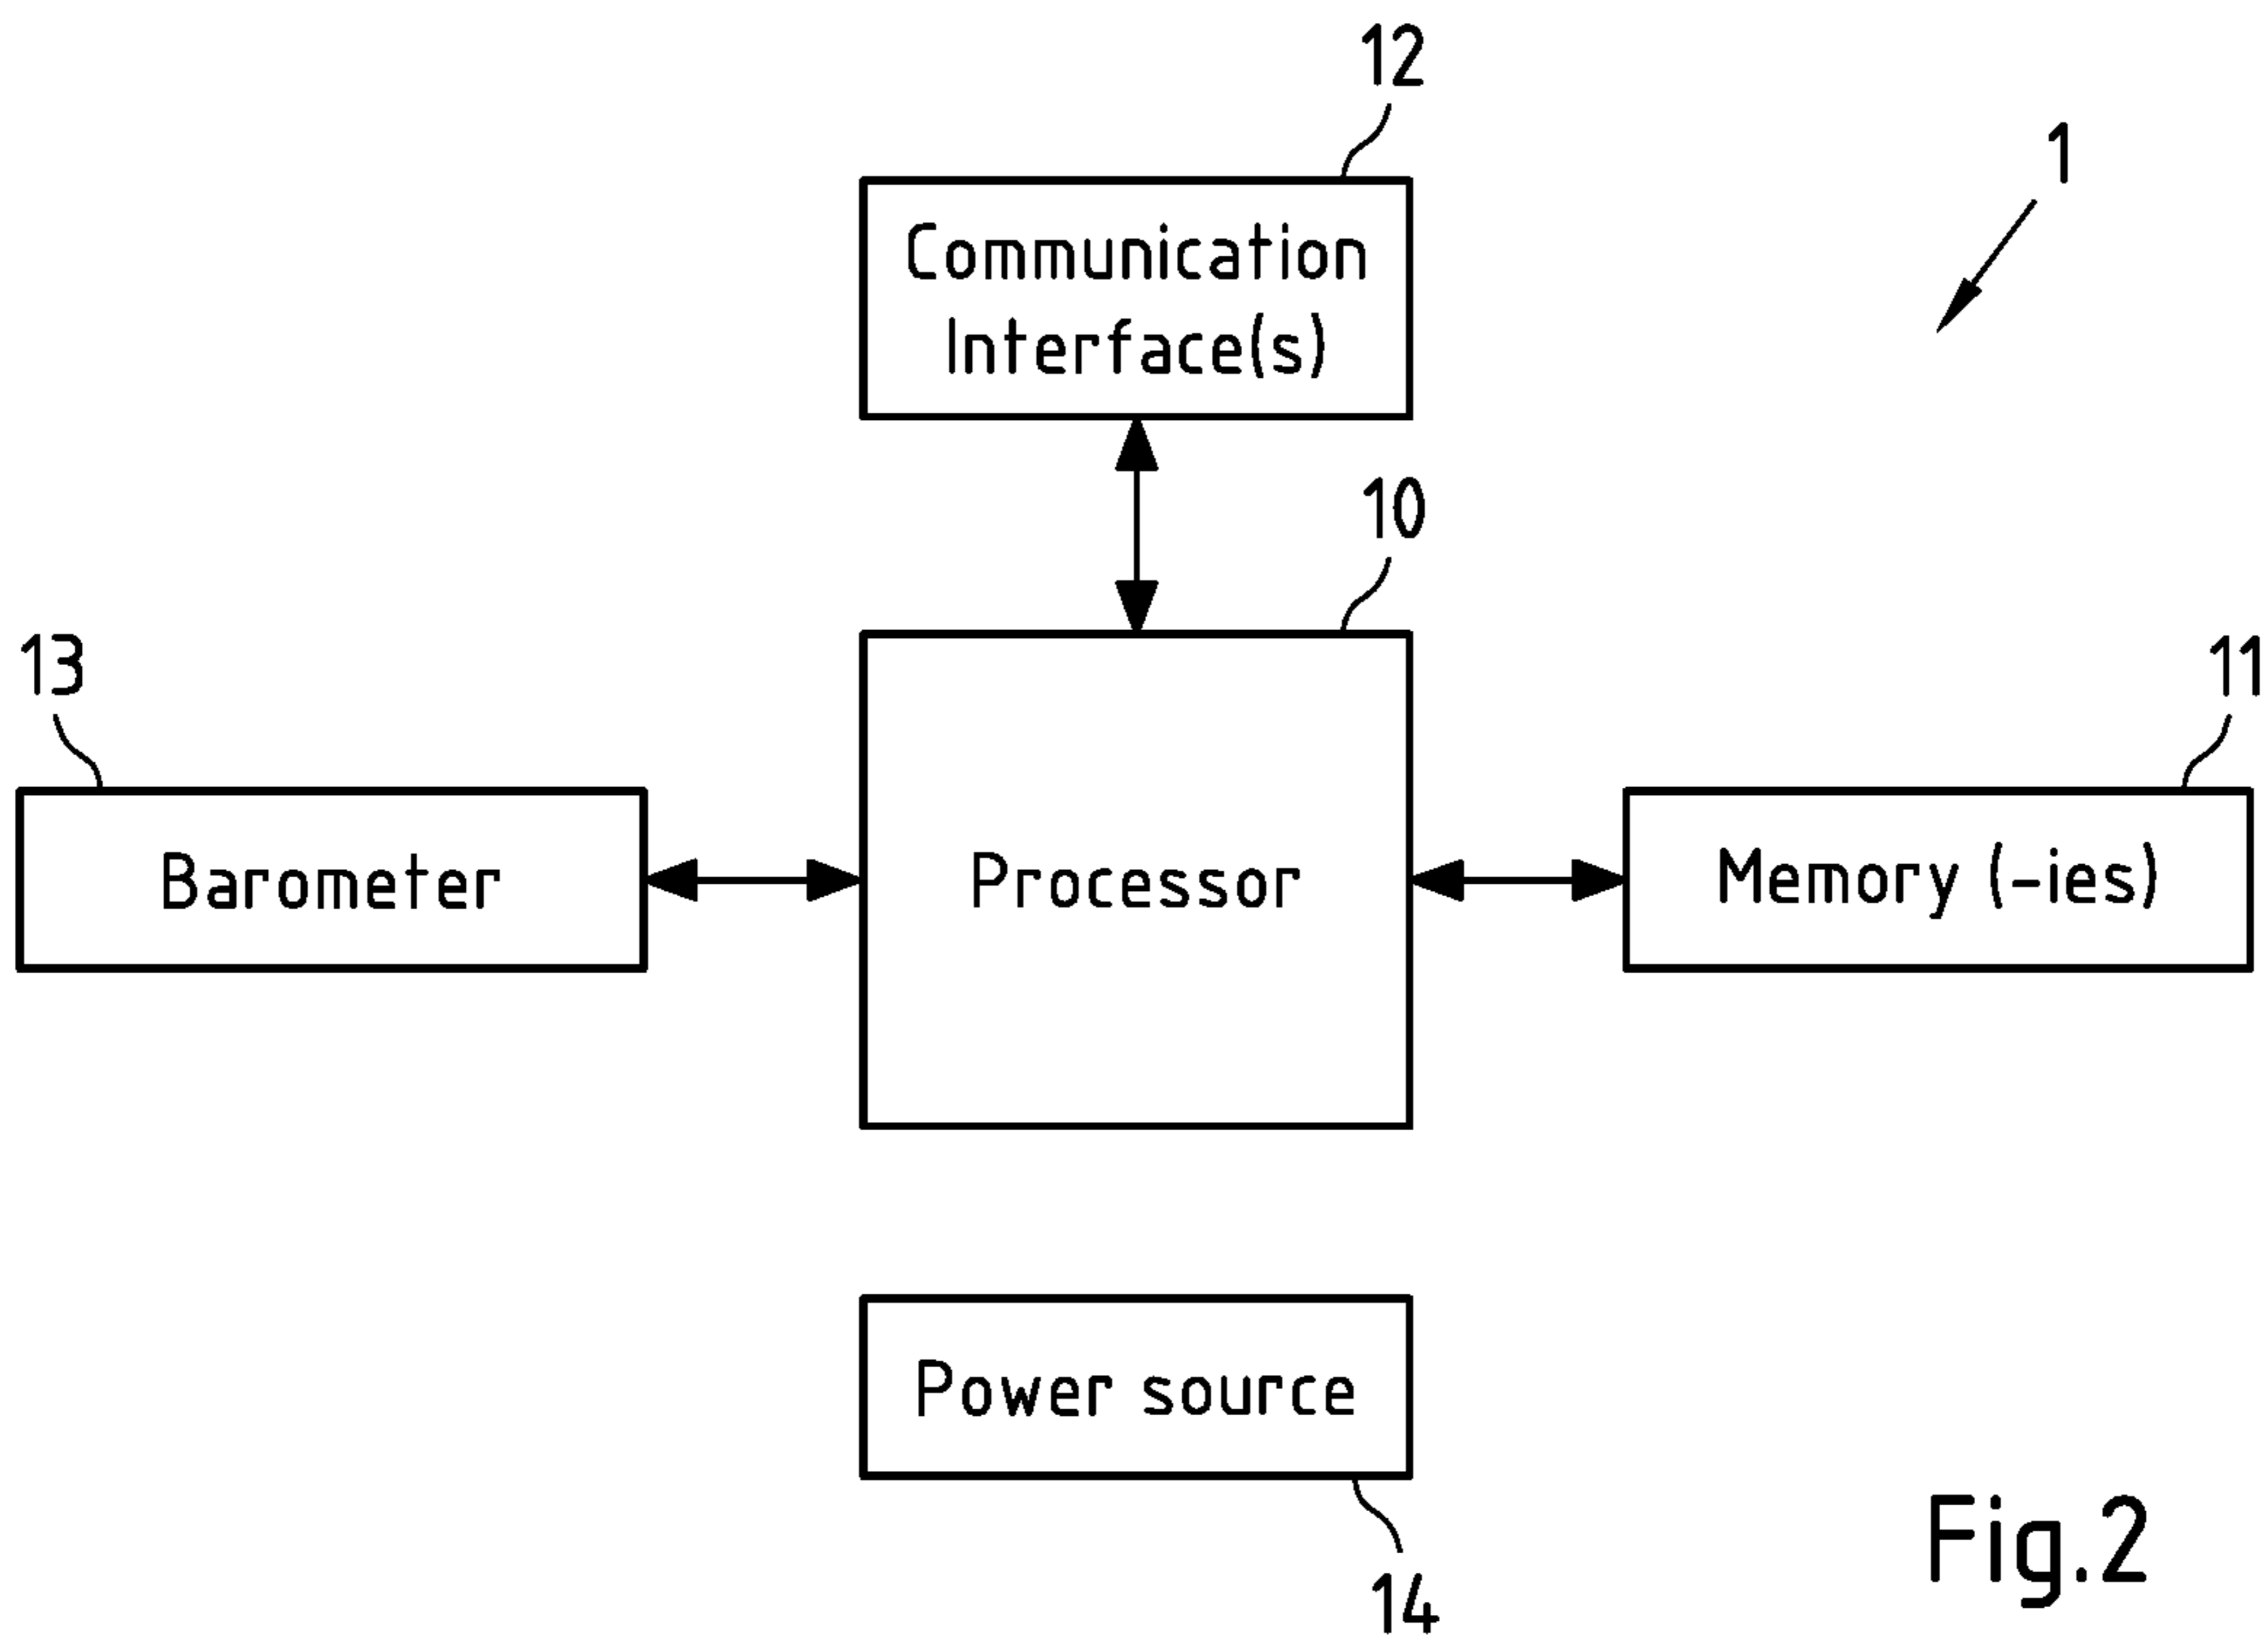 12
1
Communication
Interface(s)
10
13
11
Barometer
Processor
Memory (-ies)
Power source
14
Fig.2